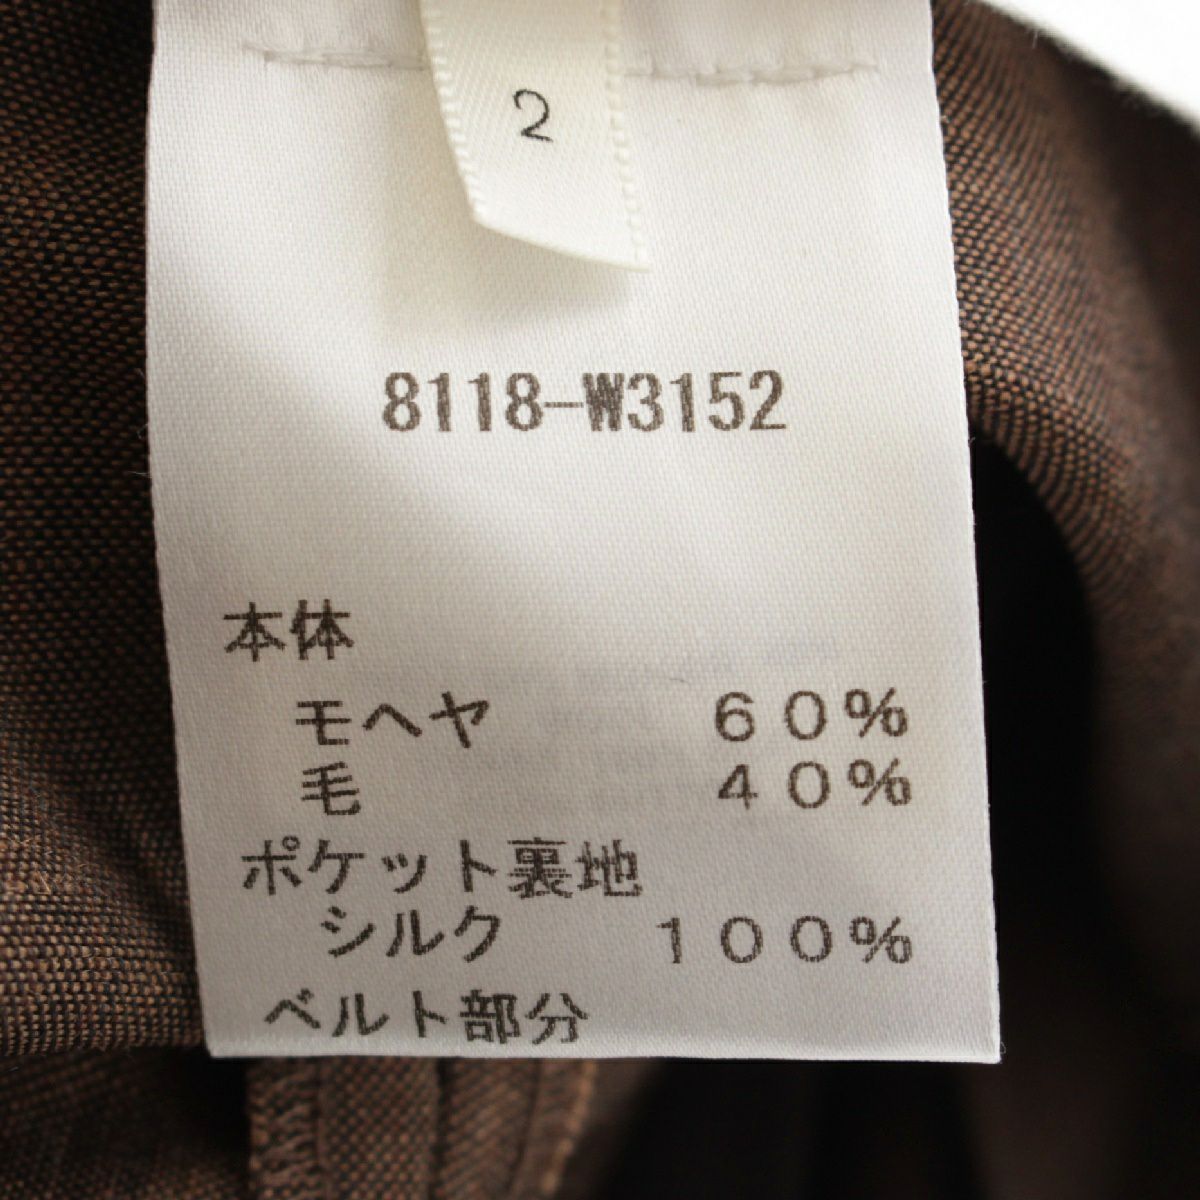 2
8118-W3152
本体
モヘヤ 60%
毛 40%
ポケット裏地
シルク 100%
ベルト部分